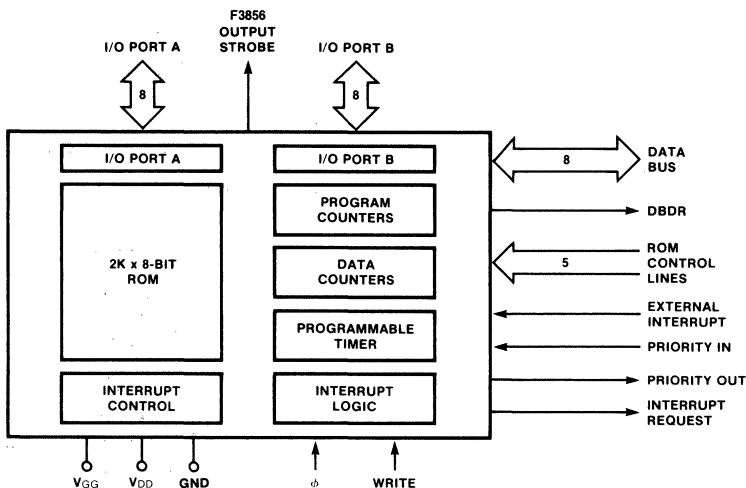 F3856
OUTPUT
STROBE
I/O PORT A
I/O PORT B
8
8
I/O PORT A
I/O PORT B
8
DATA
BUS
PROGRAM
COUNTERS
DBDR
2K x 8-BIT
ROM
DATA
COUNTERS
5
ROM
CONTROL
LINES
PROGRAMMABLE
TIMER
EXTERNAL
INTERRUPT
PRIORITY IN
INTERRUPT
CONTROL
INTERRUPT
LOGIC
PRIORITY OUT
INTERRUPT
REQUEST
VGG
VDD
GND
ϕ
WRITE